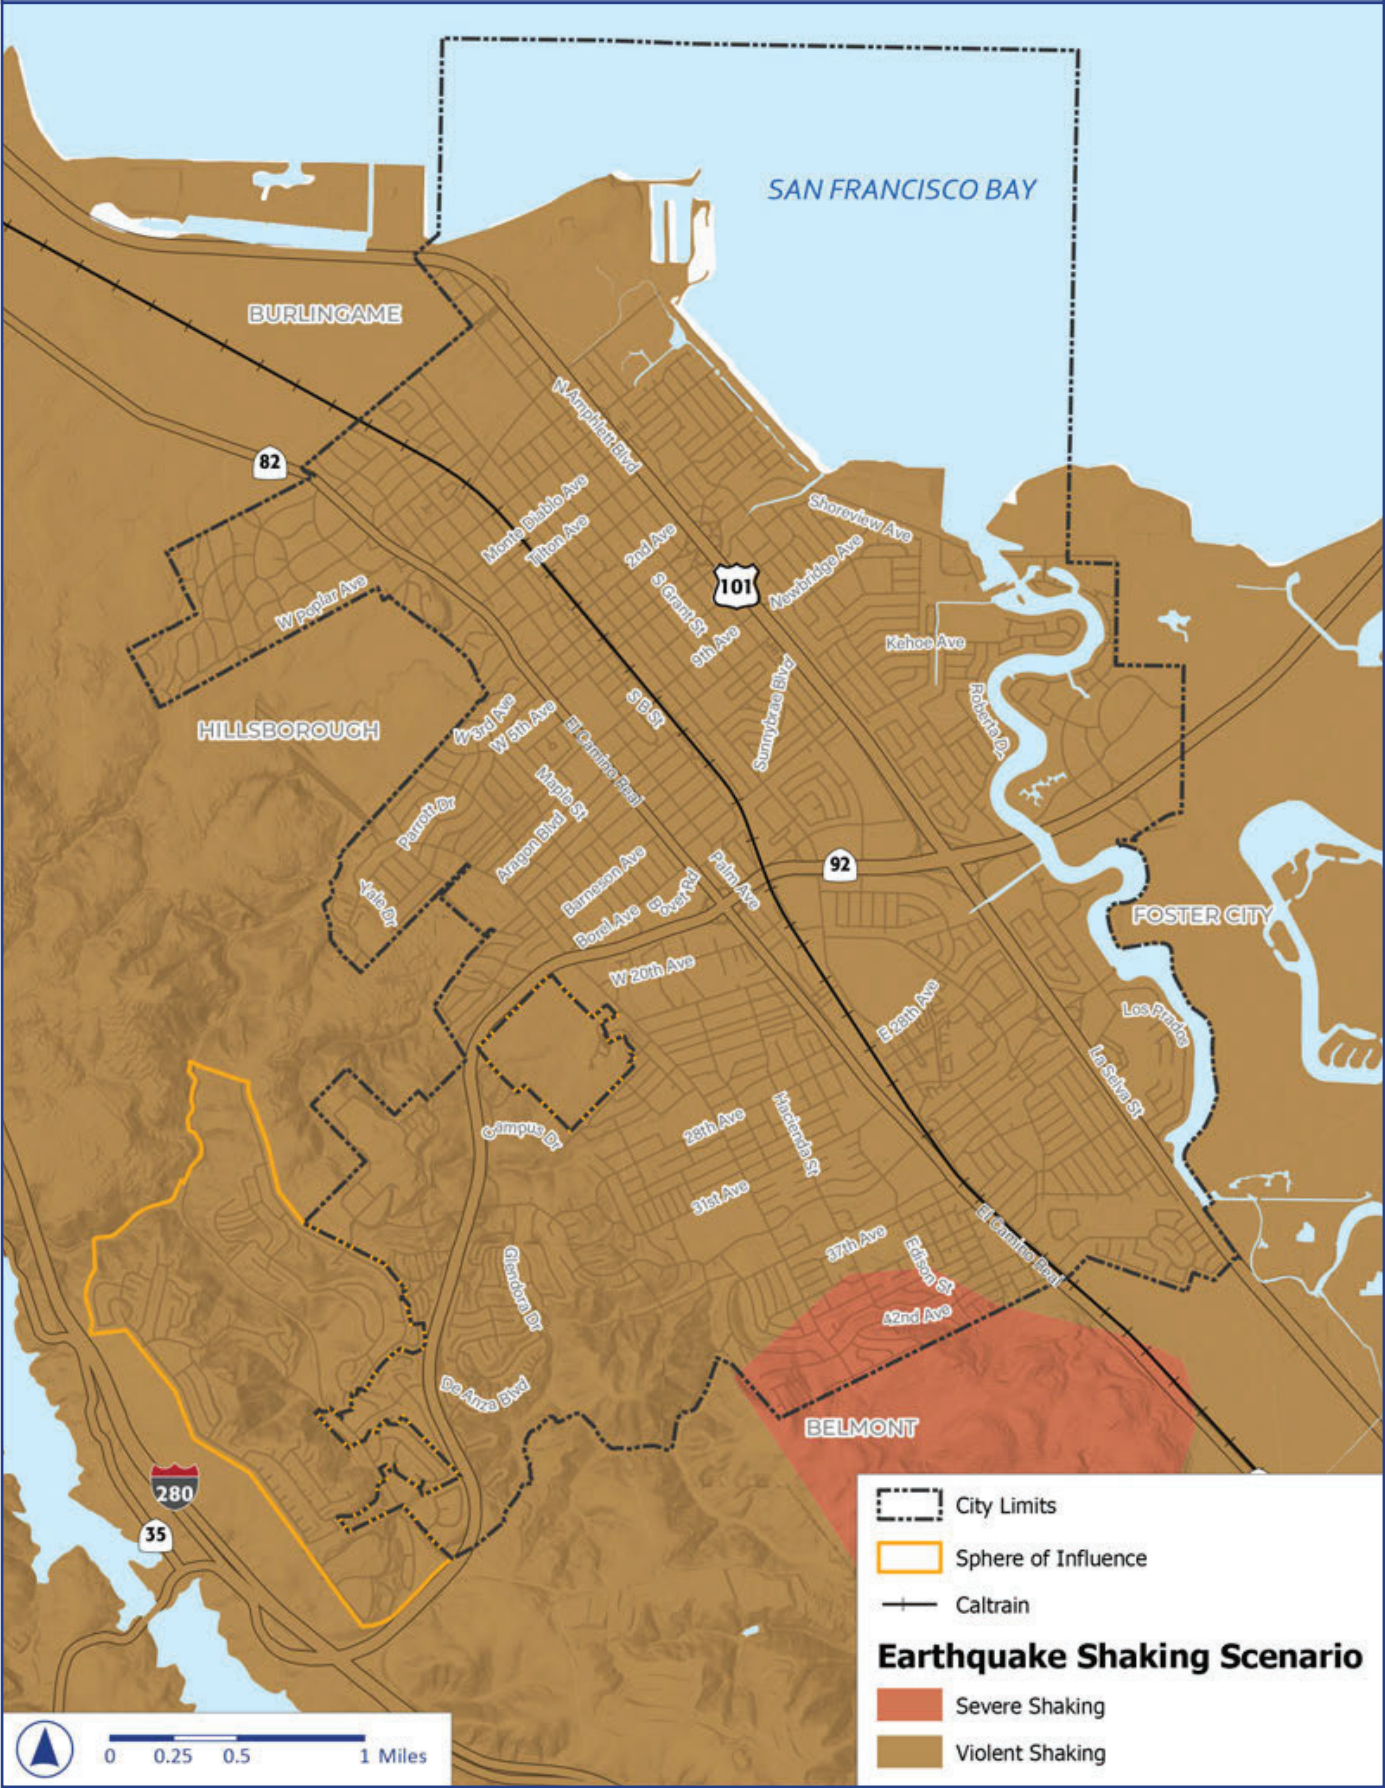 SAN FRANCISCO BAY
BURLINGAME
N Amphlett Blvd
82
Monte Diablo Ave
Tilton Ave
2nd Ave
Shoreview Ave
Newbridge Ave
101
W Poplar Ave
S Grant St
9th Ave
Kehoe Ave
Sunnybrae Blvd
Roberta Dr
HILLSBOROUGH
W 3rd Ave
W 5th Ave
S B St
El Camino Real
Maple St
Parrott Dr
Aragon Blvd
Barneson Ave
Bover Rd
Palm Ave
92
Yale Dr
Borel Ave
FOSTER CITY
W 20th Ave
E 28th Ave
Los Prados
La Selva St
Campus Dr
28th Ave
Hacienda St
31st Ave
El Camino Real
37th Ave
Edison St
Glendora Dr
42nd Ave
De Anza Blvd
BELMONT
280
35
City Limits
Sphere of Influence
Caltrain
Earthquake Shaking Scenario
Severe Shaking
Violent Shaking
0 0.25 0.5 1 Miles